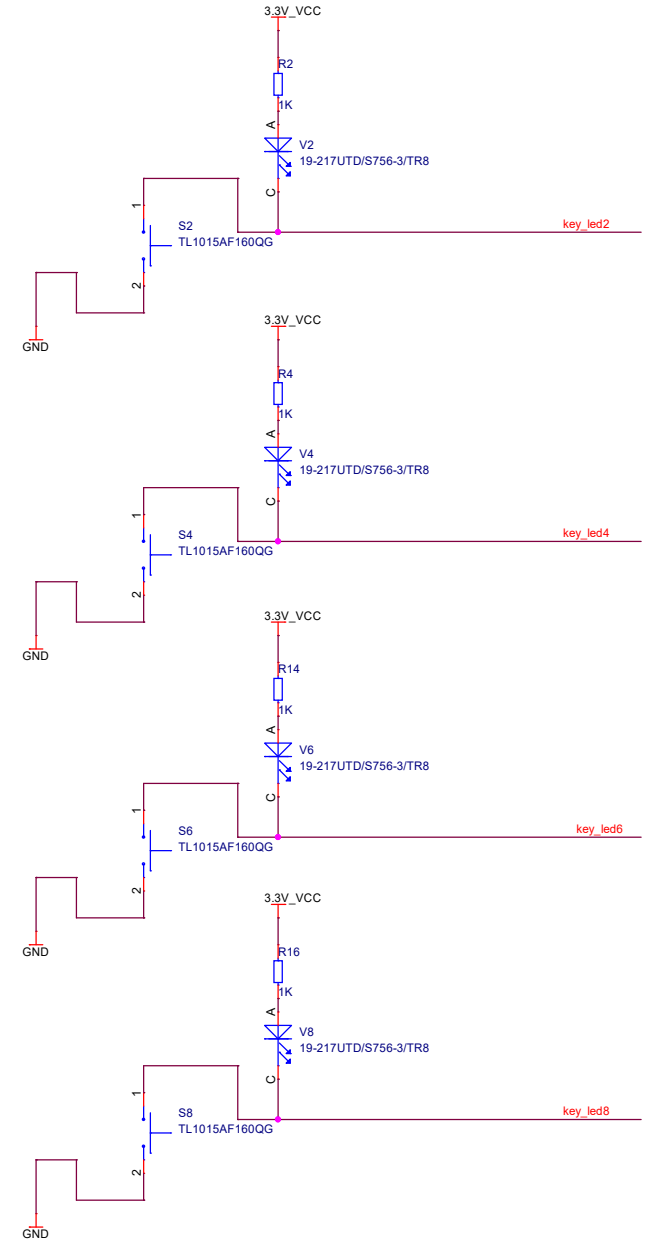 3.3V_VCC
R2
1K
A
V2
19-217UTD/S756-3/TR8
C
1
S2
TL1015AF160QG
key_led2
2
GND
3.3V_VCC
R4
1K
A
V4
19-217UTD/S756-3/TR8
C
1
S4
TL1015AF160QG
key_led4
2
GND
3.3V_VCC
R14
1K
A
V6
19-217UTD/S756-3/TR8
C
1
S6
TL1015AF160QG
key_led6
2
GND
3.3V_VCC
R16
1K
A
V8
19-217UTD/S756-3/TR8
C
1
S8
TL1015AF160QG
key_led8
2
GND